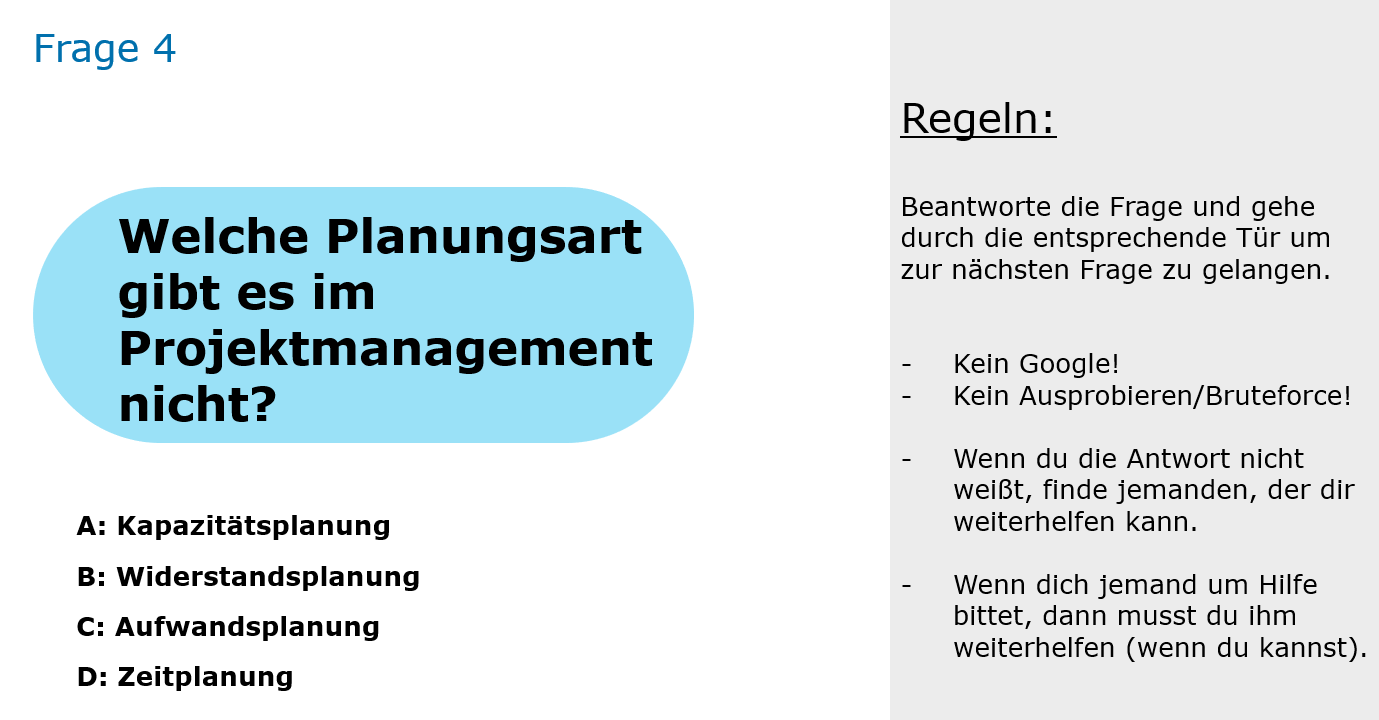 Frage 4
Welche Planungsart
gibt es im
Projektmanagement
nicht?
A: Kapazitätsplanung
B: Widerstandsplanung
C: Aufwandsplanung
D: Zeitplanung
Regeln:
Beantworte die Frage und gehe
durch die entsprechende Tür um
zur nächsten Frage zu gelangen.
- Kein Google!
- Kein Ausprobieren/Bruteforce!
- Wenn du die Antwort nicht
weißt, finde jemanden, der dir
weiterhelfen kann.
- Wenn dich jemand um Hilfe
bittet, dann musst du ihm
weiterhelfen (wenn du kannst).